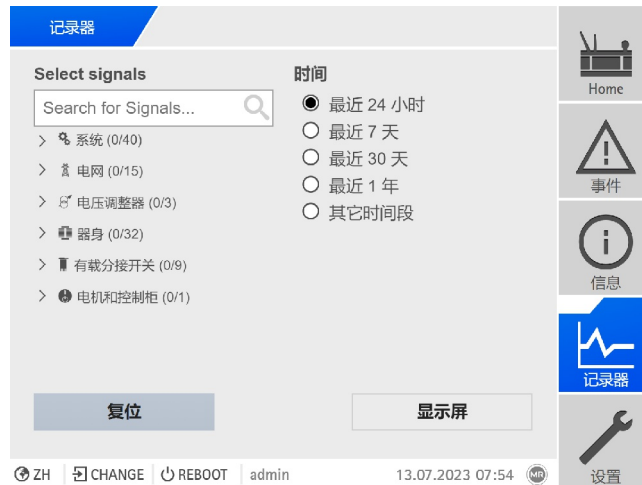 记录器
Select signals
Search for Signals...
系统 (0/40)
电网 (0/15)
电压调整器 (0/3)
器身 (0/32)
有载分接开关 (0/9)
电机和控制柜 (0/1)
时间
最近 24 小时
最近 7 天
最近 30 天
最近 1 年
其它时间段
复位
显示屏
ZH CHANGE REBOOT admin 13.07.2023 07:54 MR
Home
事件
信息
记录器
设置